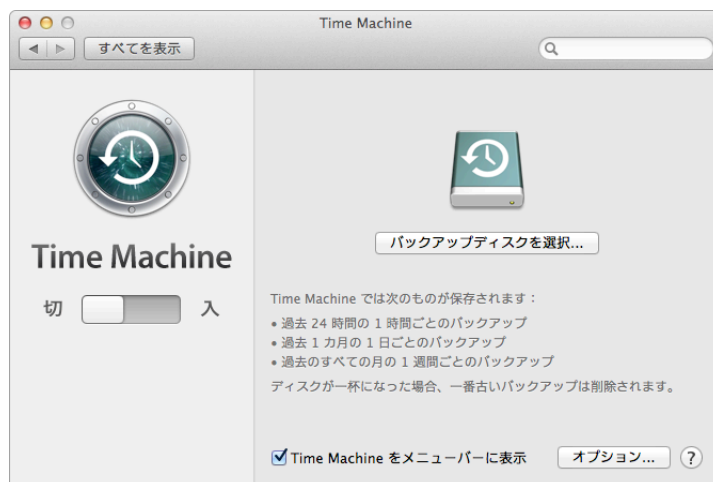 Time Machine
すべてを表示
バックアップディスクを選択...
Time Machine
切 入
Time Machine では次のものが保存されます：
• 過去 24 時間の 1 時間ごとのバックアップ
• 過去 1 カ月の 1 日ごとのバックアップ
• 過去のすべての月の 1 週間ごとのバックアップ
ディスクが一杯になった場合、一番古いバックアップは削除されます。
Time Machine をメニューバーに表示 オプション... ?